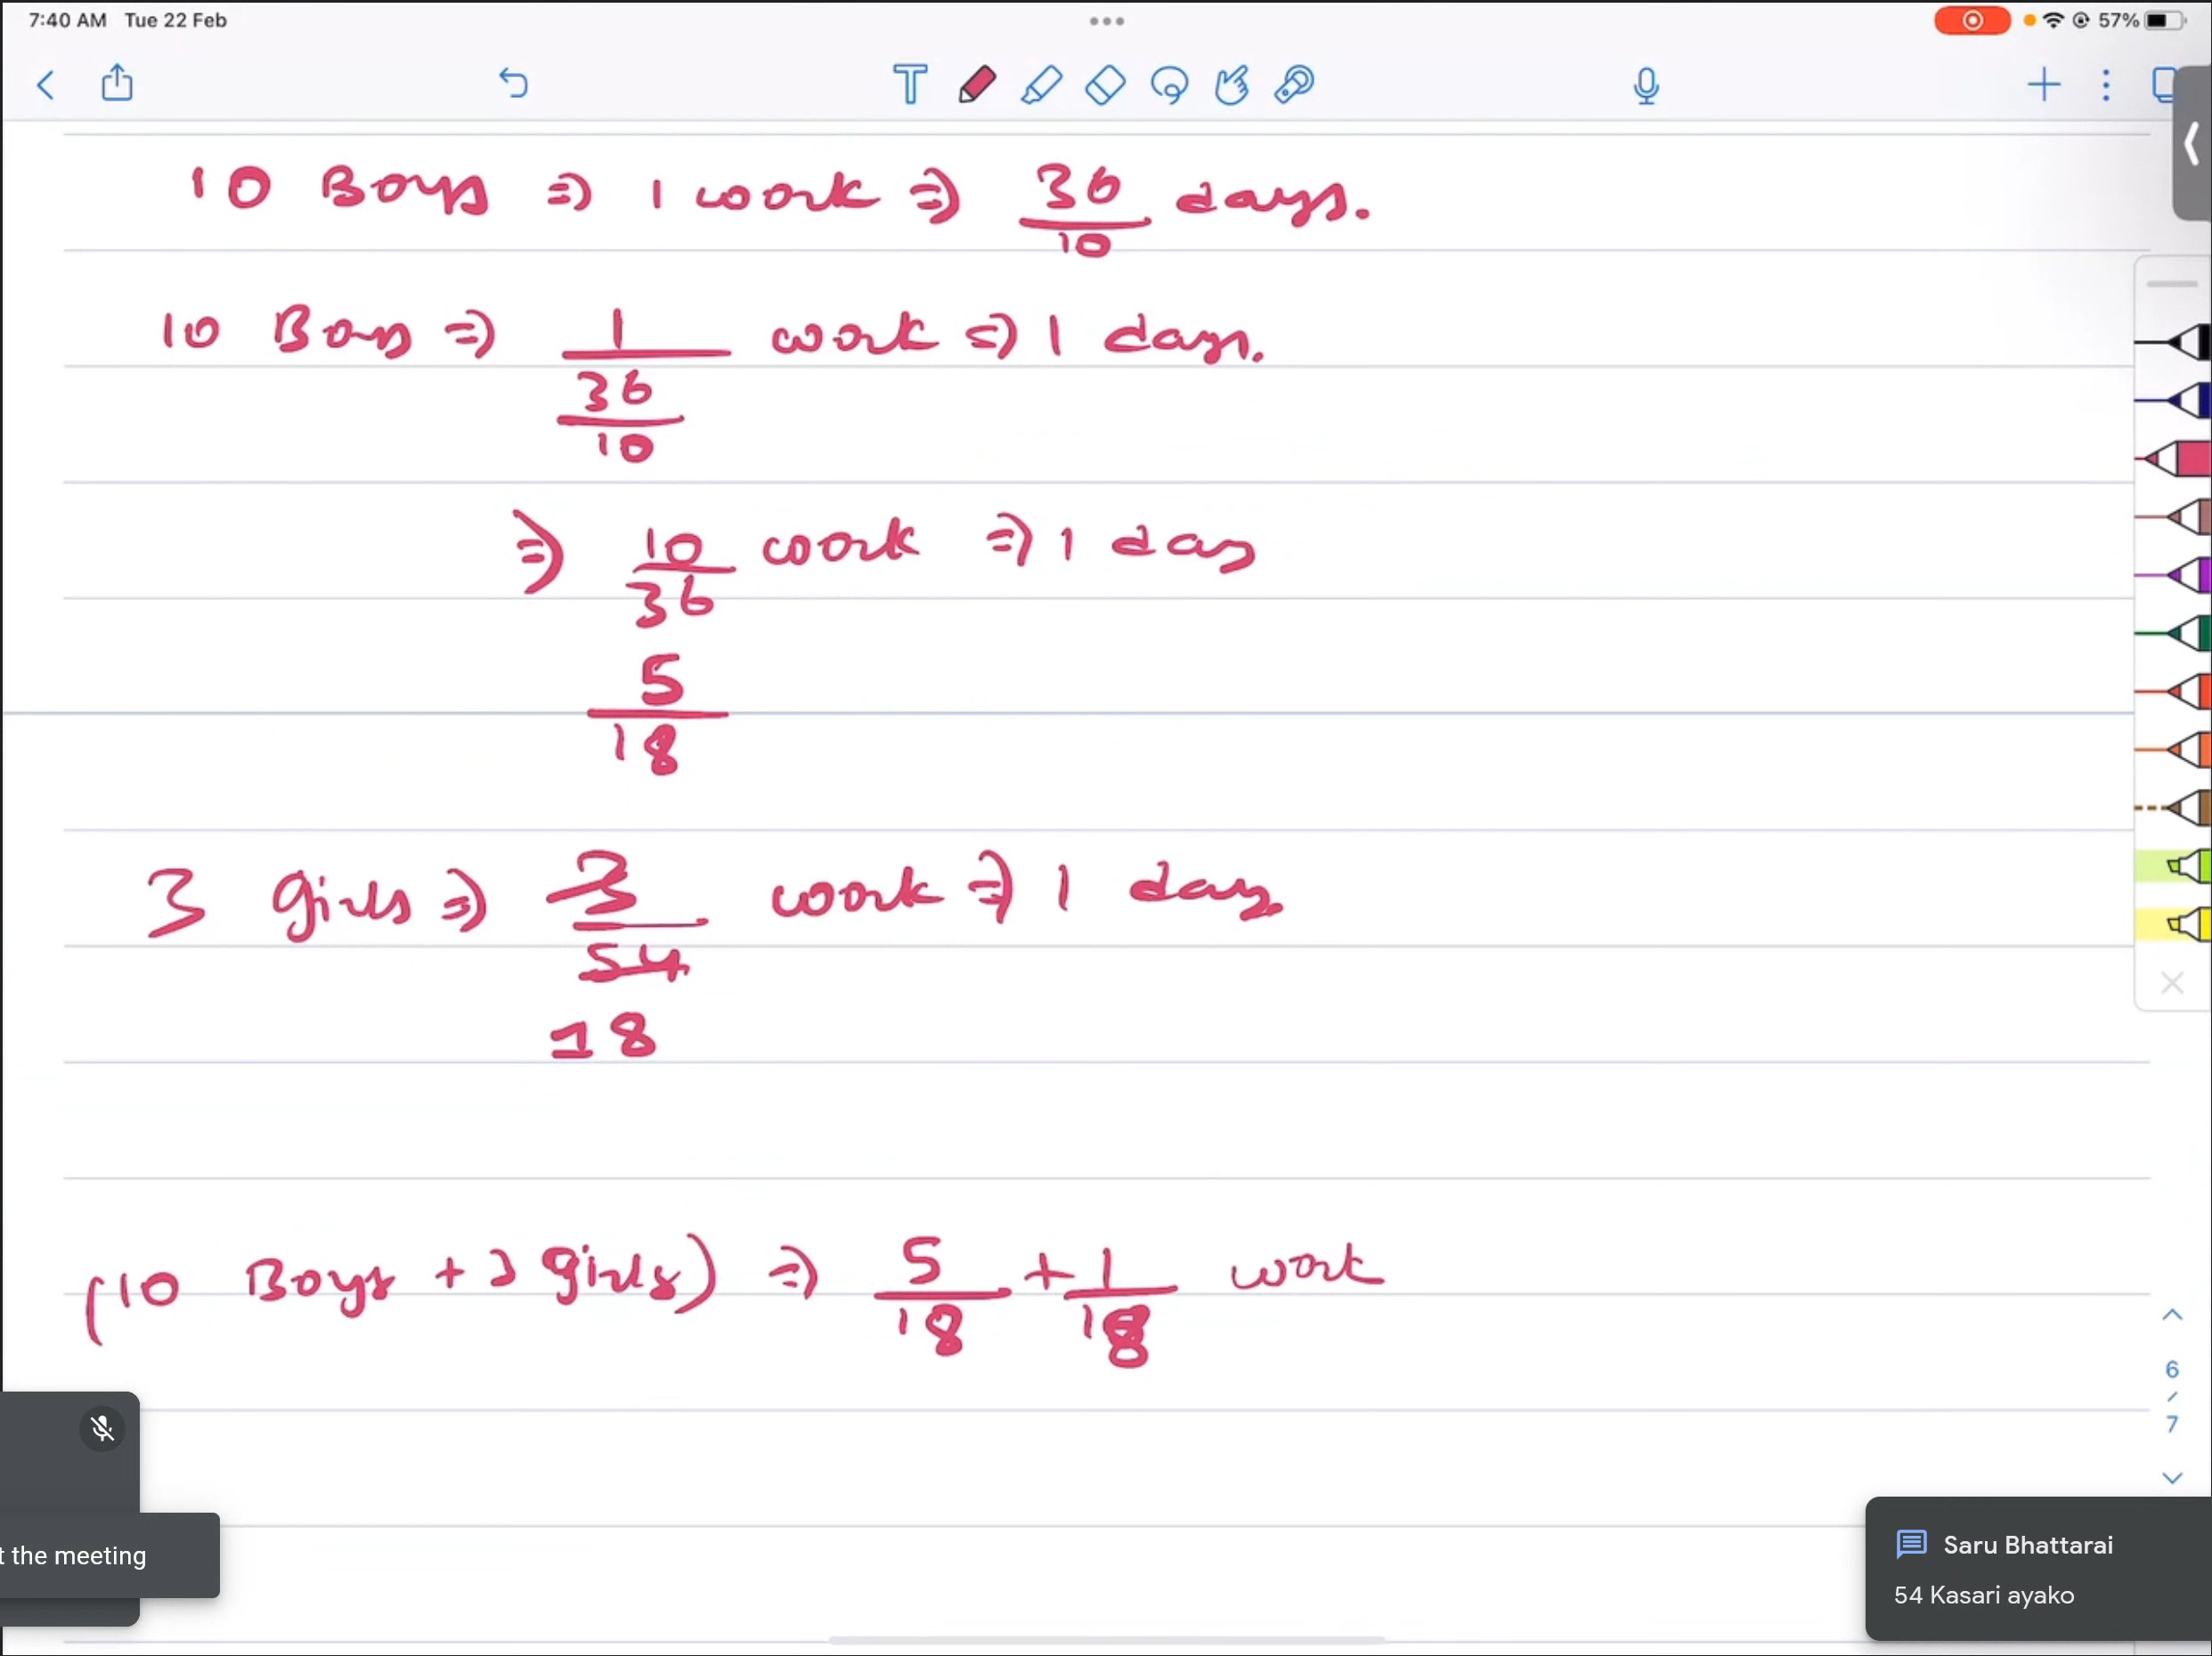 7:40 AM Tue 22 Feb
57%
10 Boys ⇒ 1 work ⇒ 36/10 days.
10 Boys ⇒ 1/(36/10) work ⇒ 1 days.
⇒ 10/36 work ⇒ 1 day
5/18
3 girls ⇒ 3/54 work ⇒ 1 day
18
(10 Boys + 3 girls) ⇒ 5/18 + 1/18 work
6
/
7
t the meeting
Saru Bhattarai
54 Kasari ayako